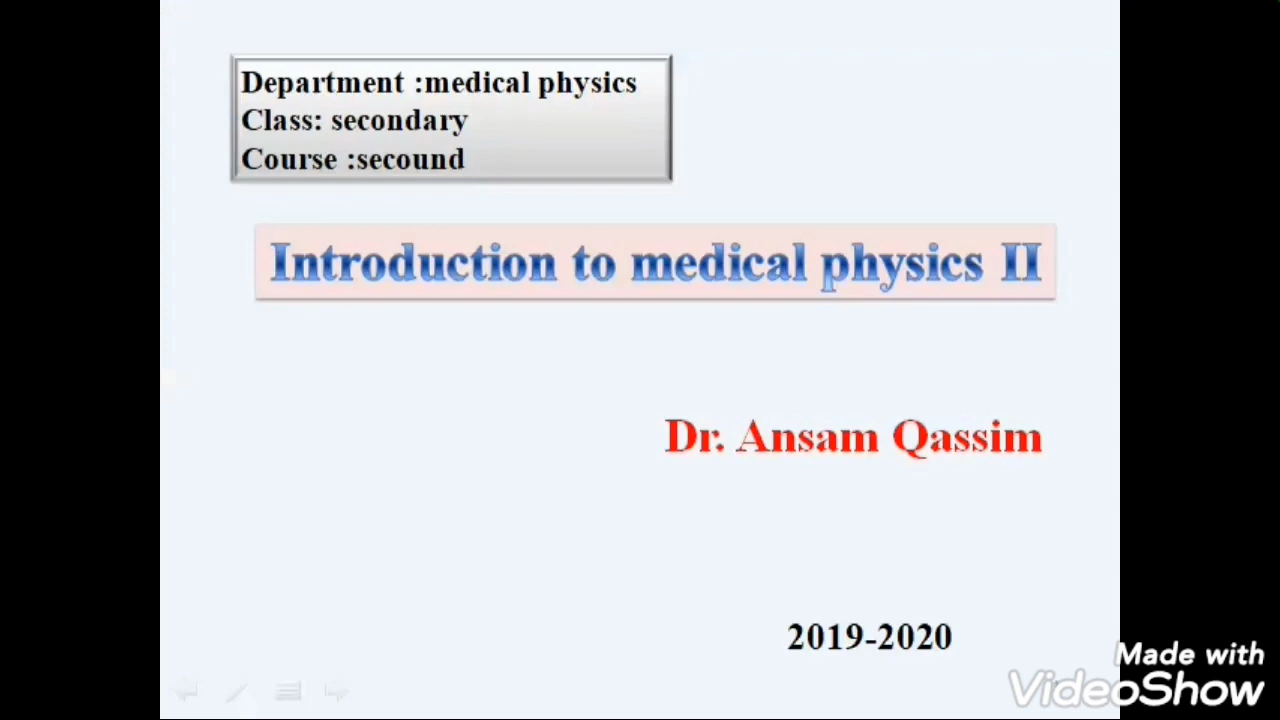 Department :medical physics
Class: secondary
Course :secound
Introduction to medical physics II
Dr. Ansam Qassim
2019-2020
Made with
VideoShow